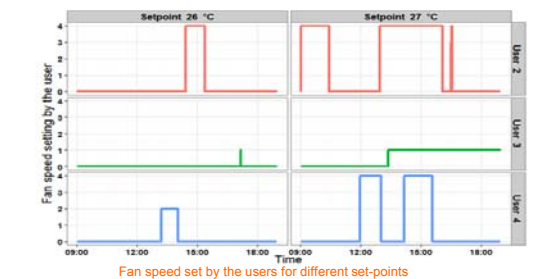 Setpoint 26 °C
Setpoint 27 °C
Fan speed setting by the user
4
3
2
1
0
User 2
4
3
2
1
0
User 3
4
3
2
1
0
User 4
09:00 12:00 15:00 18:00 09:00 12:00 15:00 18:00
Time
Fan speed set by the users for different set-points